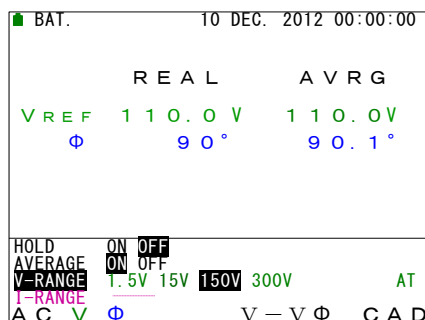 BAT. 10 DEC. 2012 00:00:00
REAL AVRG
VREF 110.0 V 110.0V
Φ 90° 90.1°
HOLD ON OFF
AVERAGE ON OFF
V-RANGE 1.5V 15V 150V 300V AT
I-RANGE
AC V Φ V-VΦ CAD